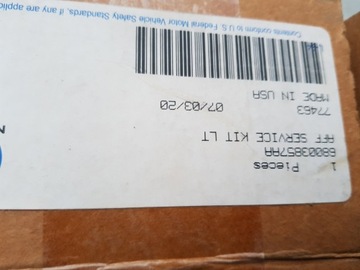 1 Pieces
68003857AA
AFF SERVICE KIT LT
77463 07/03/20
MADE IN USA
Contents conform to U.S. Federal Motor Vehicle Safety Standards, if any are applic